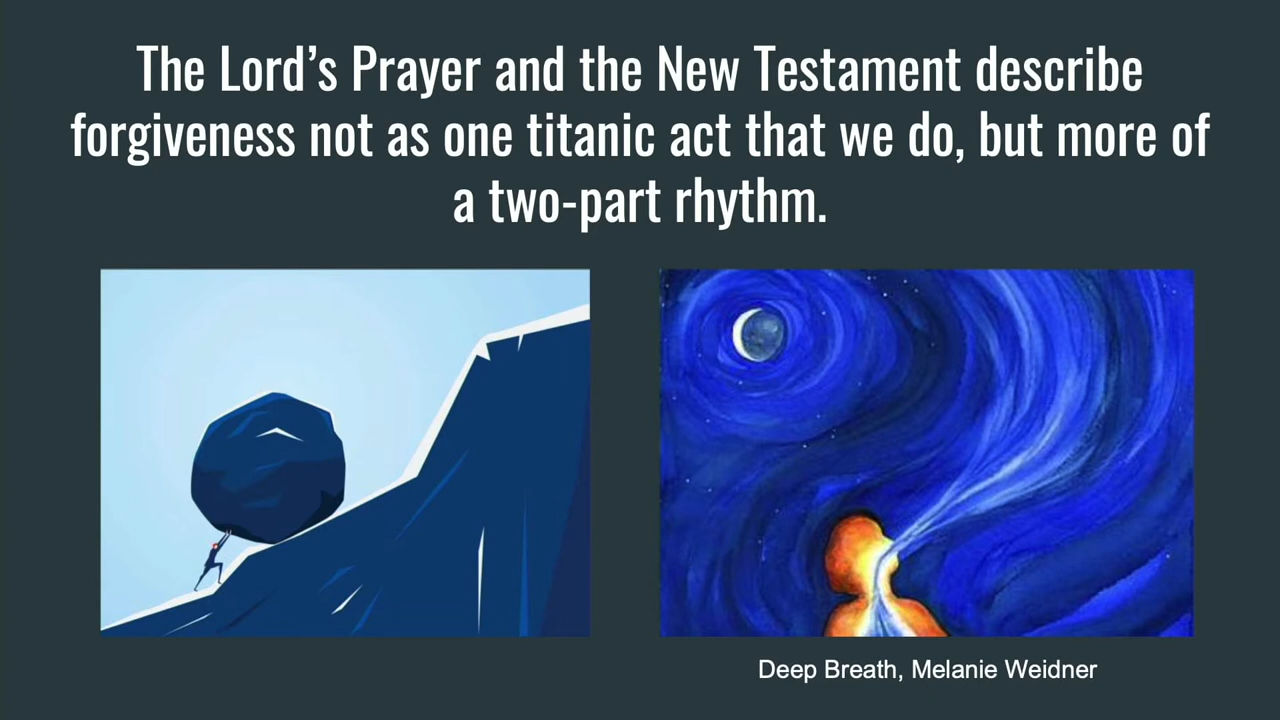 The Lord’s Prayer and the New Testament describe
forgiveness not as one titanic act that we do, but more of
a two-part rhythm.
Deep Breath, Melanie Weidner